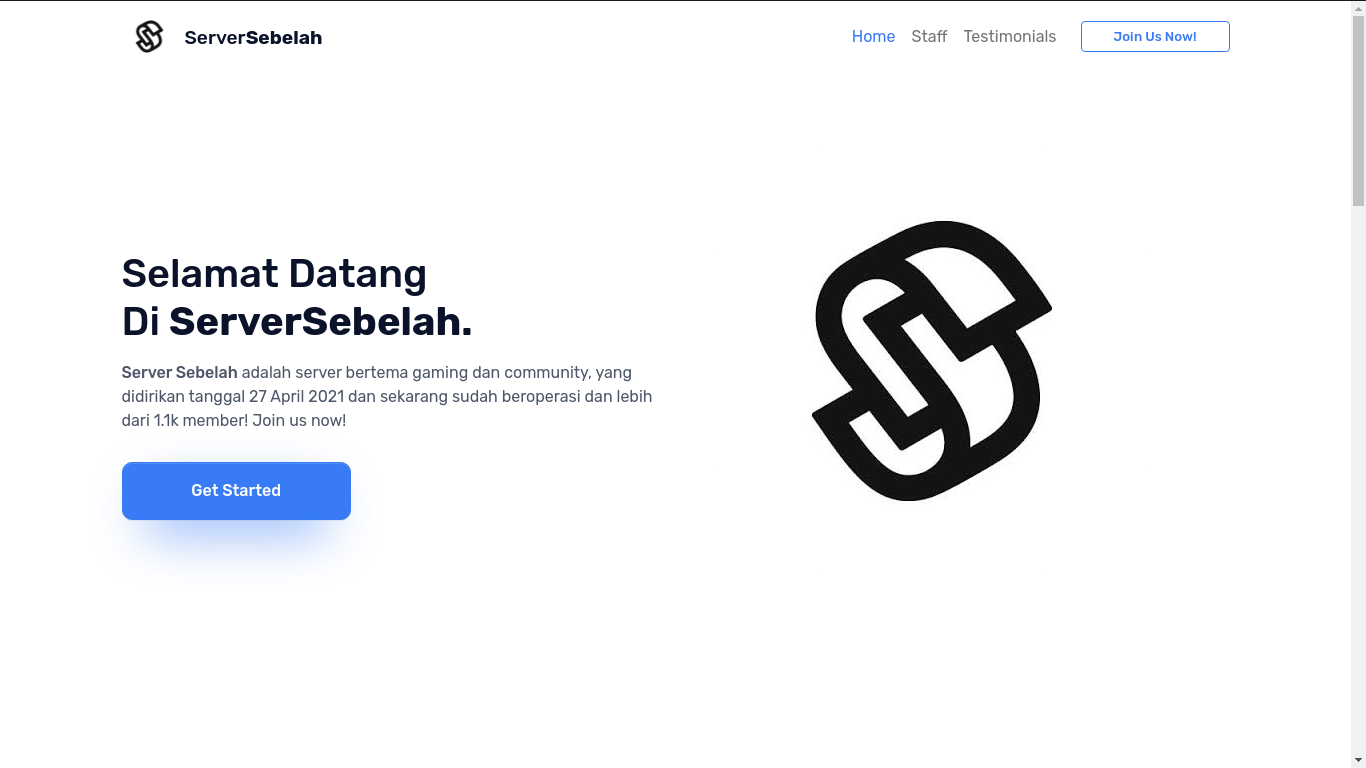 ServerSebelah
Home Staff Testimonials Join Us Now!
Selamat Datang
Di ServerSebelah.
Server Sebelah adalah server bertema gaming dan community, yang
didirikan tanggal 27 April 2021 dan sekarang sudah beroperasi dan lebih
dari 1.1k member! Join us now!
Get Started